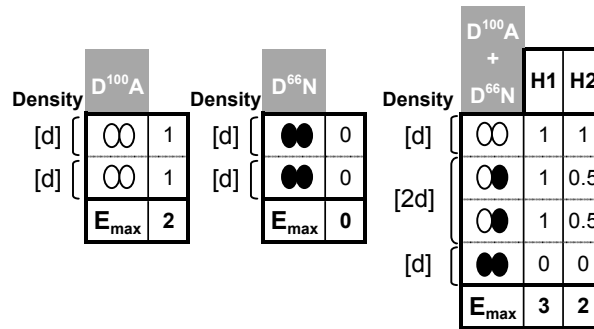 Density D¹⁰⁰A
[d] 1
[d] 1
Eₘₐₓ 2
Density D⁶⁶N
[d] 0
[d] 0
Eₘₐₓ 0
Density D¹⁰⁰A + D⁶⁶N H1 H2
[d] 1 1
[2d] 1 0.5
1 0.5
[d] 0 0
Eₘₐₓ 3 2